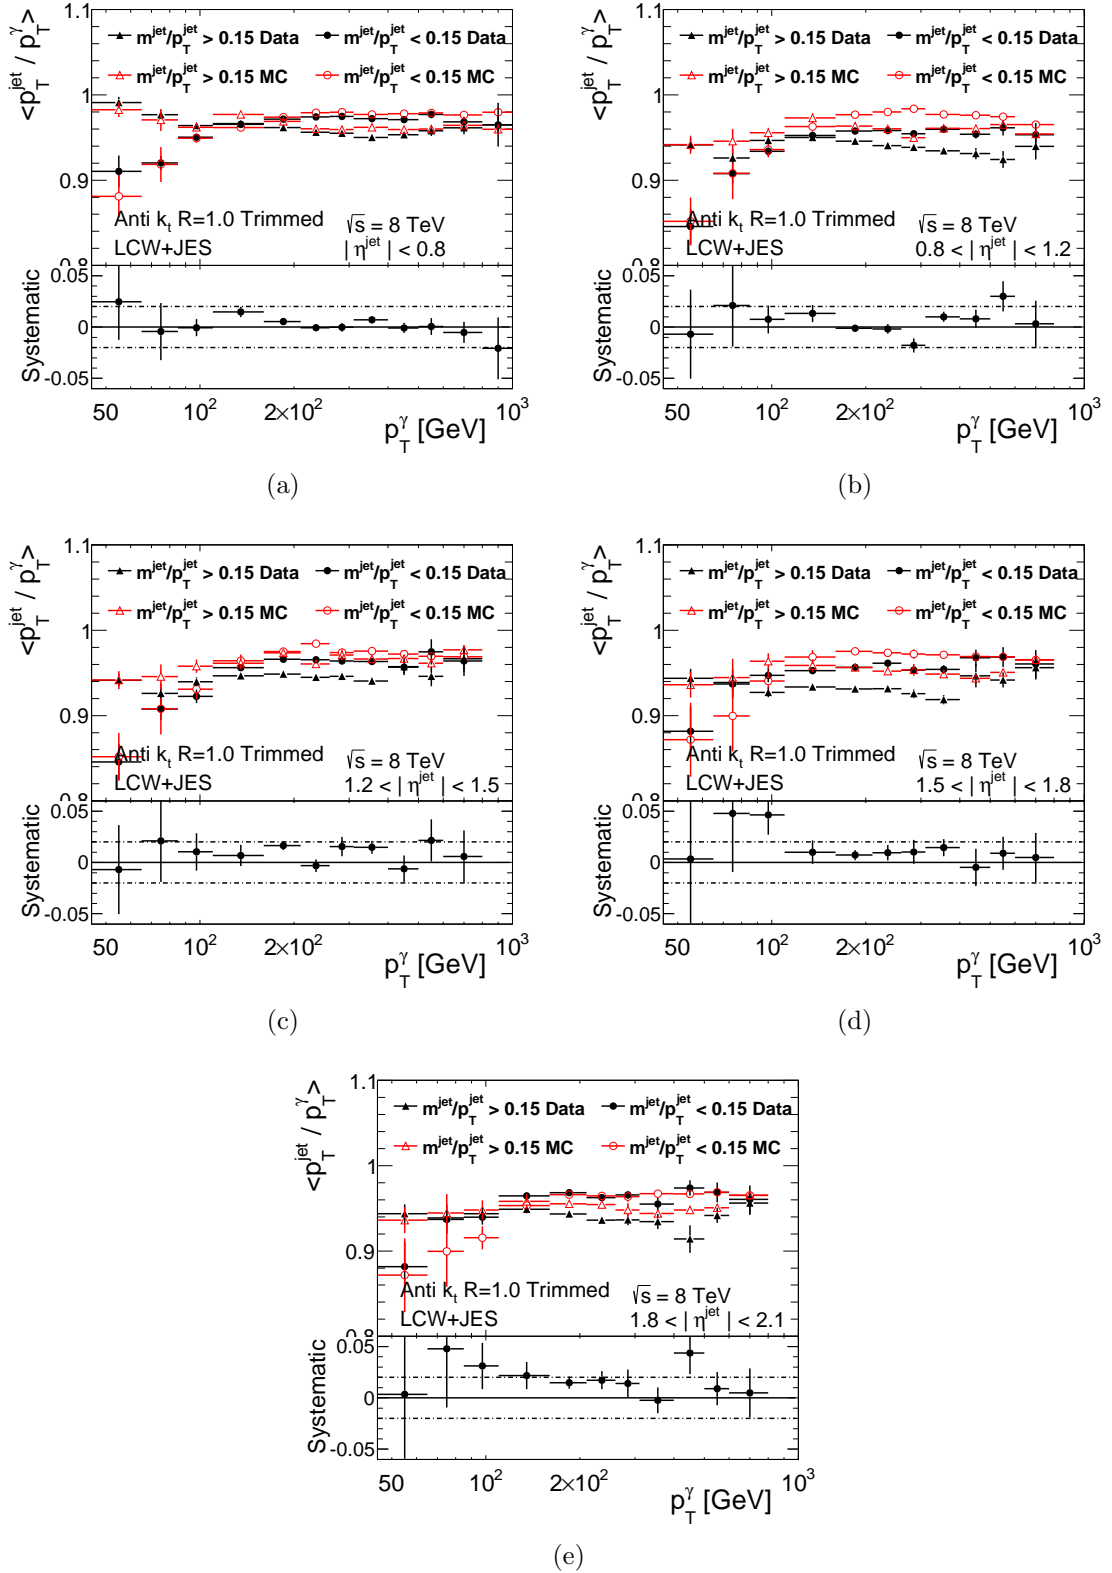 <p_T^jet / p_T^γ>
1.1
1
0.9
0.8
m^jet/p_T^jet > 0.15 Data
m^jet/p_T^jet < 0.15 Data
m^jet/p_T^jet > 0.15 MC
m^jet/p_T^jet < 0.15 MC
Anti k_t R=1.0 Trimmed
√s = 8 TeV
LCW+JES
| η^jet | < 0.8
Systematic
0.05
0
-0.05
50
10^2
2×10^2
10^3
p_T^γ [GeV]
(a)
<p_T^jet / p_T^γ>
1.1
1
0.9
0.8
m^jet/p_T^jet > 0.15 Data
m^jet/p_T^jet < 0.15 Data
m^jet/p_T^jet > 0.15 MC
m^jet/p_T^jet < 0.15 MC
Anti k_t R=1.0 Trimmed
√s = 8 TeV
LCW+JES
0.8 < | η^jet | < 1.2
Systematic
0.05
0
-0.05
50
10^2
2×10^2
10^3
p_T^γ [GeV]
(b)
<p_T^jet / p_T^γ>
1.1
1
0.9
0.8
m^jet/p_T^jet > 0.15 Data
m^jet/p_T^jet < 0.15 Data
m^jet/p_T^jet > 0.15 MC
m^jet/p_T^jet < 0.15 MC
Anti k_t R=1.0 Trimmed
√s = 8 TeV
LCW+JES
1.2 < | η^jet | < 1.5
Systematic
0.05
0
-0.05
50
10^2
2×10^2
10^3
p_T^γ [GeV]
(c)
<p_T^jet / p_T^γ>
1.1
1
0.9
0.8
m^jet/p_T^jet > 0.15 Data
m^jet/p_T^jet < 0.15 Data
m^jet/p_T^jet > 0.15 MC
m^jet/p_T^jet < 0.15 MC
Anti k_t R=1.0 Trimmed
√s = 8 TeV
LCW+JES
1.5 < | η^jet | < 1.8
Systematic
0.05
0
-0.05
50
10^2
2×10^2
10^3
p_T^γ [GeV]
(d)
<p_T^jet / p_T^γ>
1.1
1
0.9
0.8
m^jet/p_T^jet > 0.15 Data
m^jet/p_T^jet < 0.15 Data
m^jet/p_T^jet > 0.15 MC
m^jet/p_T^jet < 0.15 MC
Anti k_t R=1.0 Trimmed
√s = 8 TeV
LCW+JES
1.8 < | η^jet | < 2.1
Systematic
0.05
0
-0.05
50
10^2
2×10^2
10^3
p_T^γ [GeV]
(e)